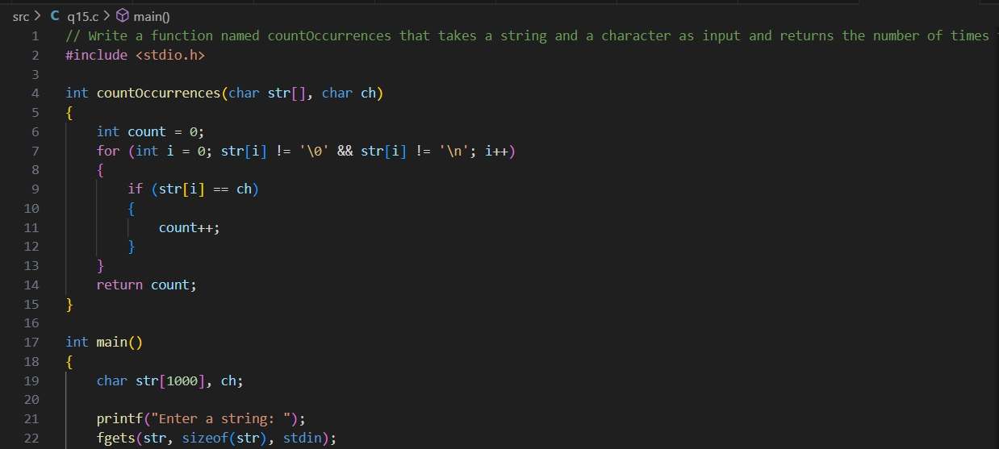 src > C q15.c > main()
1 // Write a function named countOccurrences that takes a string and a character as input and returns the number of times
2 #include <stdio.h>
3
4 int countOccurrences(char str[], char ch)
5 {
6     int count = 0;
7     for (int i = 0; str[i] != '\0' && str[i] != '\n'; i++)
8     {
9         if (str[i] == ch)
10         {
11             count++;
12         }
13     }
14     return count;
15 }
16
17 int main()
18 {
19     char str[1000], ch;
20
21     printf("Enter a string: ");
22     fgets(str, sizeof(str), stdin);